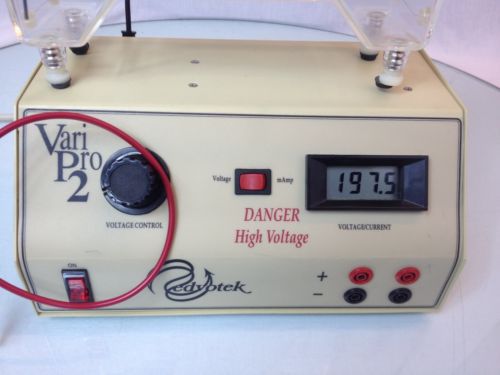 Vari
Pro
2
VOLTAGE CONTROL
Voltage
mAmp
197.5
DANGER
High Voltage
VOLTAGE/CURRENT
ON
edvotek
+
−